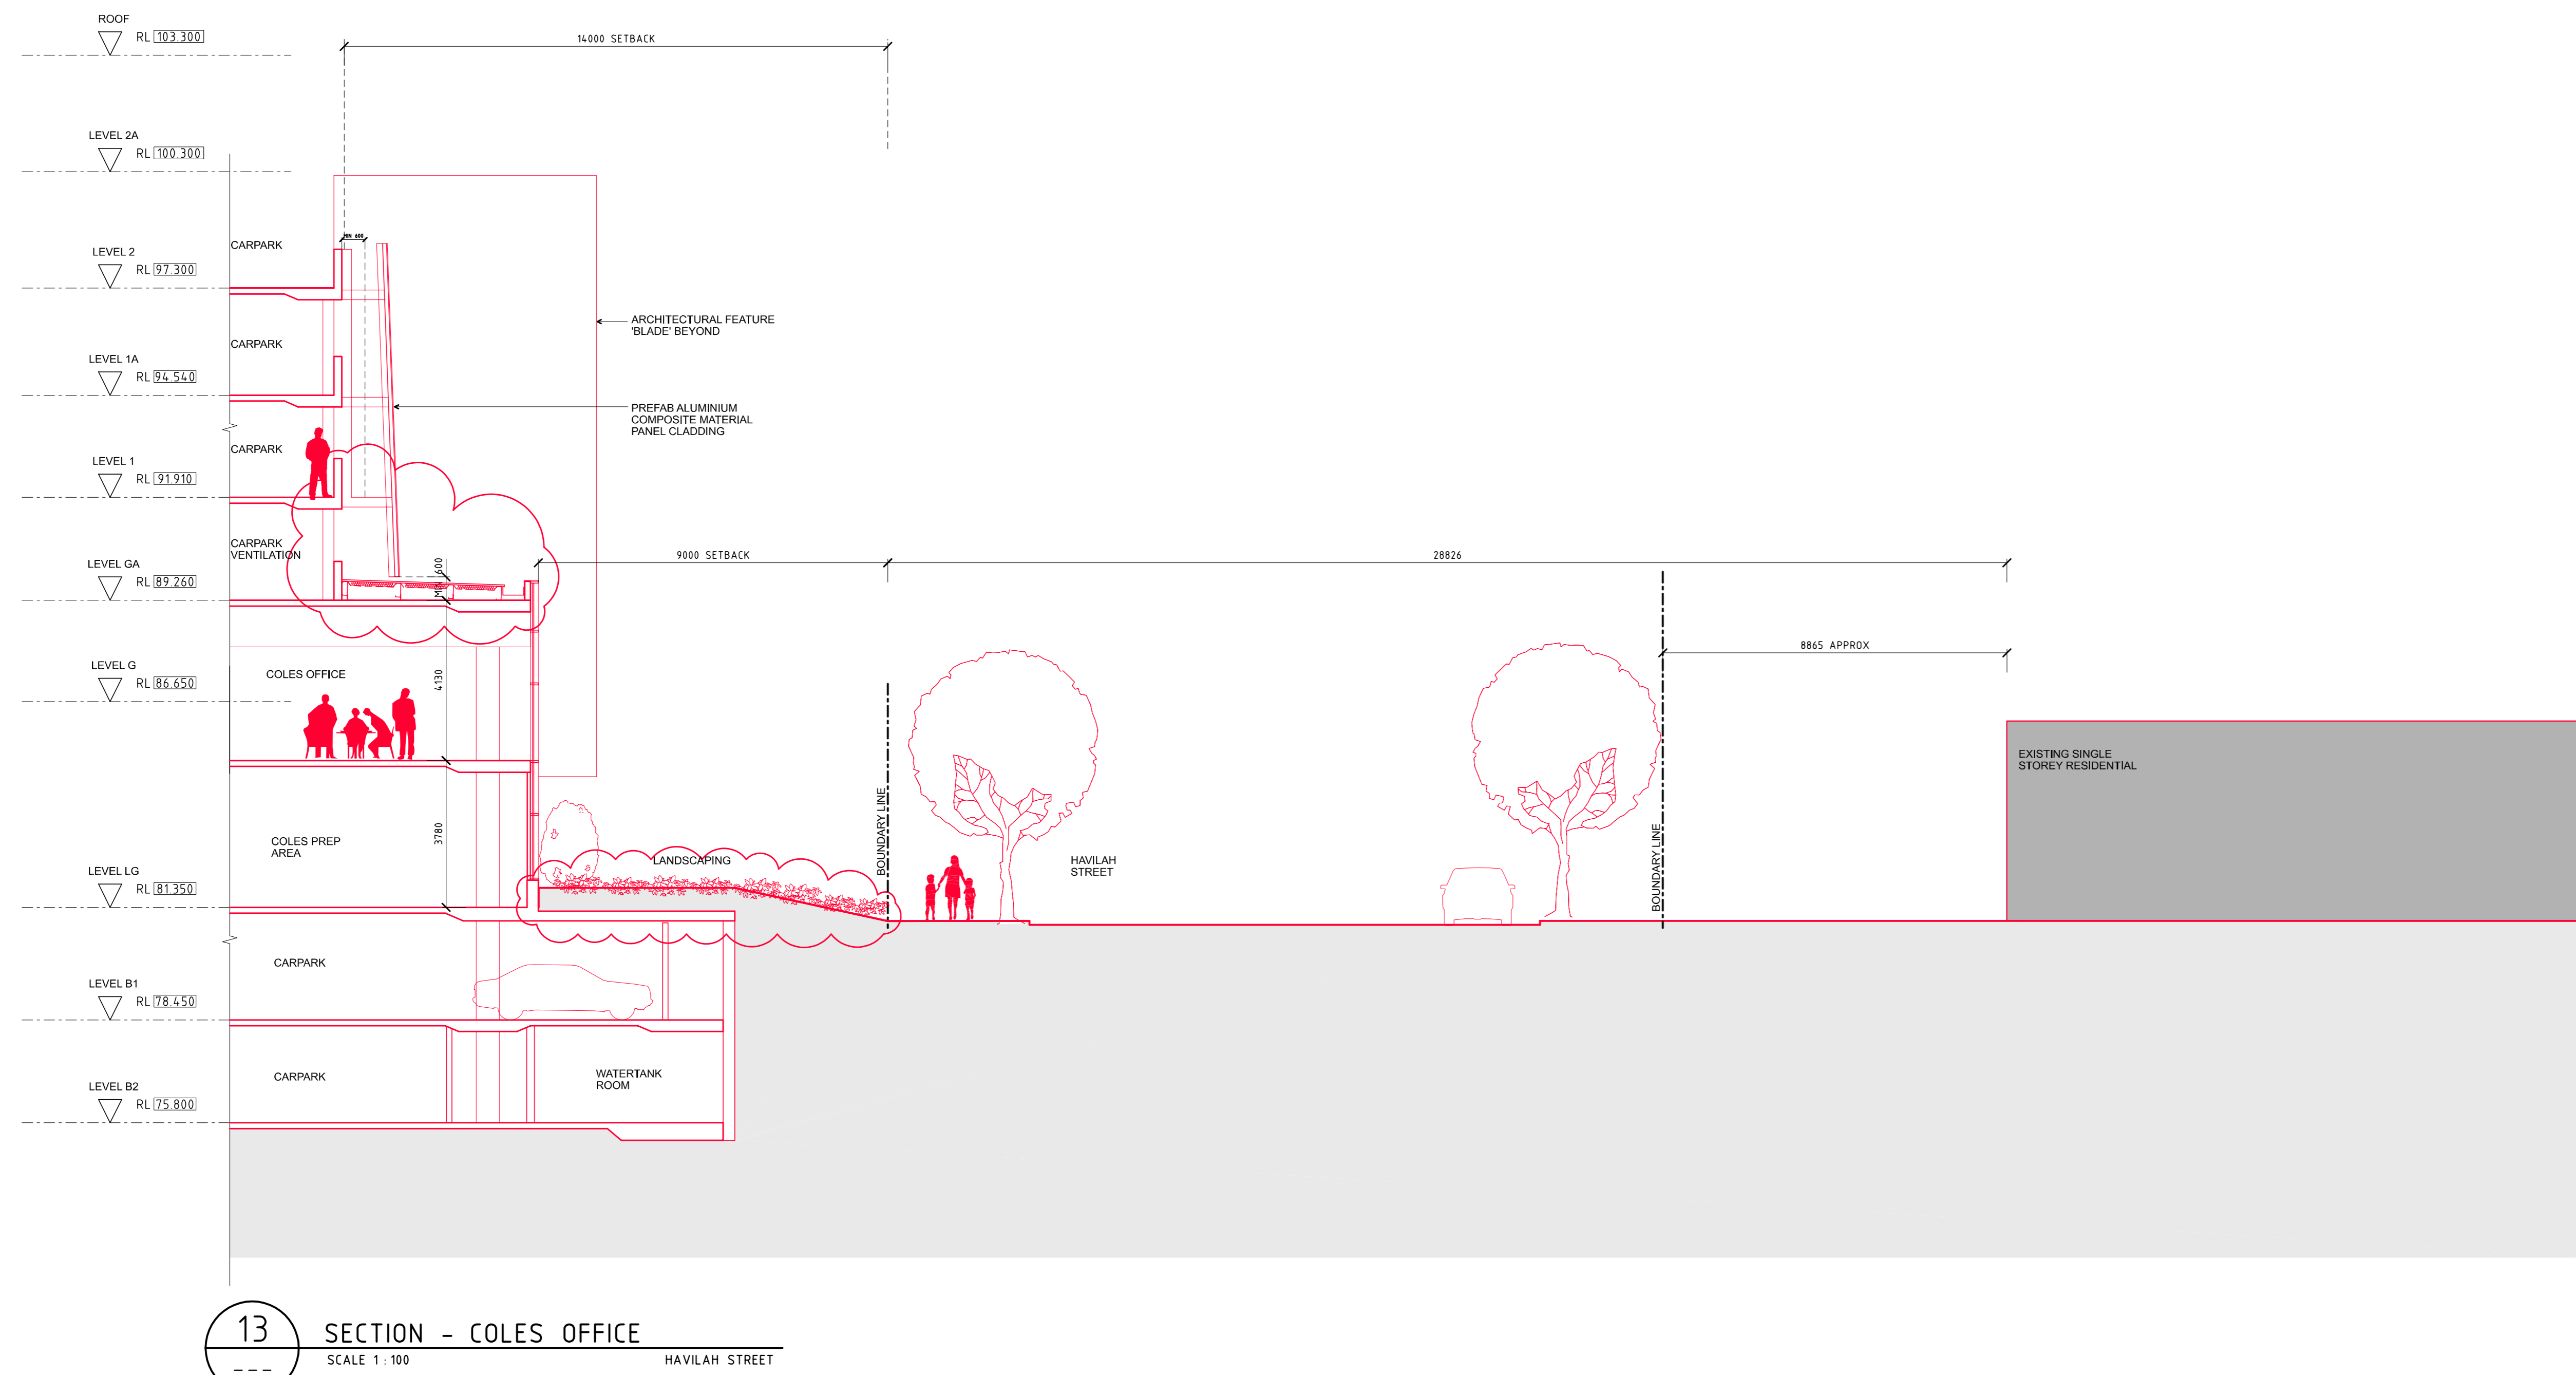 ROOF
RL 103.300
14000 SETBACK
LEVEL 2A
RL 100.300
MIN 600
CARPARK
LEVEL 2
RL 97.300
ARCHITECTURAL FEATURE
'BLADE' BEYOND
CARPARK
LEVEL 1A
RL 94.540
PREFAB ALUMINIUM
COMPOSITE MATERIAL
PANEL CLADDING
CARPARK
LEVEL 1
RL 91.910
CARPARK
VENTILATION
9000 SETBACK
28826
LEVEL GA
RL 89.260
MIN 600
8865 APPROX
LEVEL G
RL 86.650
COLES OFFICE
4130
EXISTING SINGLE
STOREY RESIDENTIAL
COLES PREP
AREA
3780
LANDSCAPING
BOUNDARY LINE
HAVILAH
STREET
BOUNDARY LINE
LEVEL LG
RL 81.350
CARPARK
LEVEL B1
RL 78.450
CARPARK
WATERTANK
ROOM
LEVEL B2
RL 75.800
13
---
SECTION - COLES OFFICE
SCALE 1 : 100
HAVILAH STREET